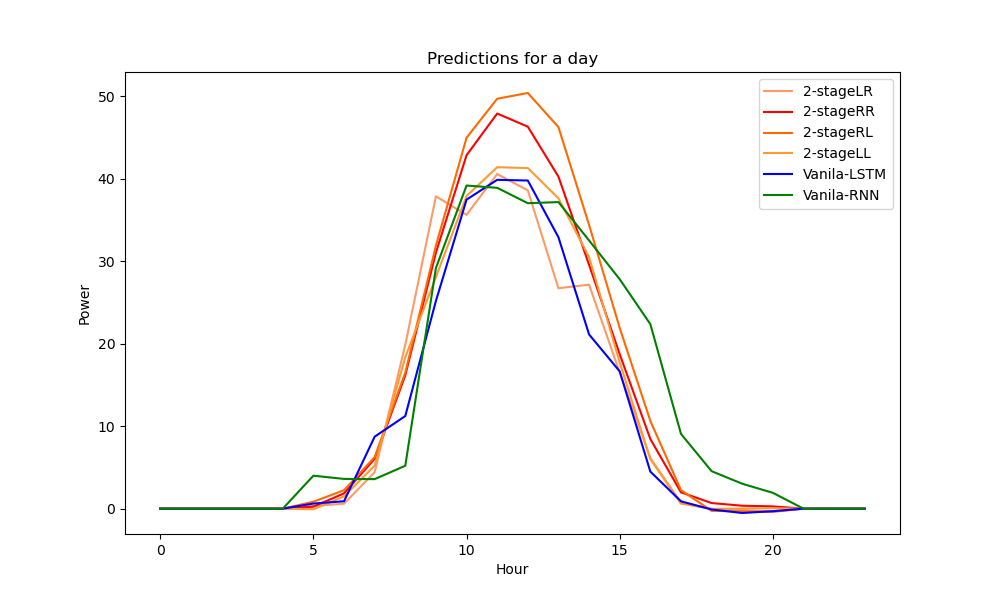 Predictions for a day
50
40
30
20
10
0
Power
0 5 10 15 20
Hour
2-stageLR
2-stageRR
2-stageRL
2-stageLL
Vanila-LSTM
Vanila-RNN